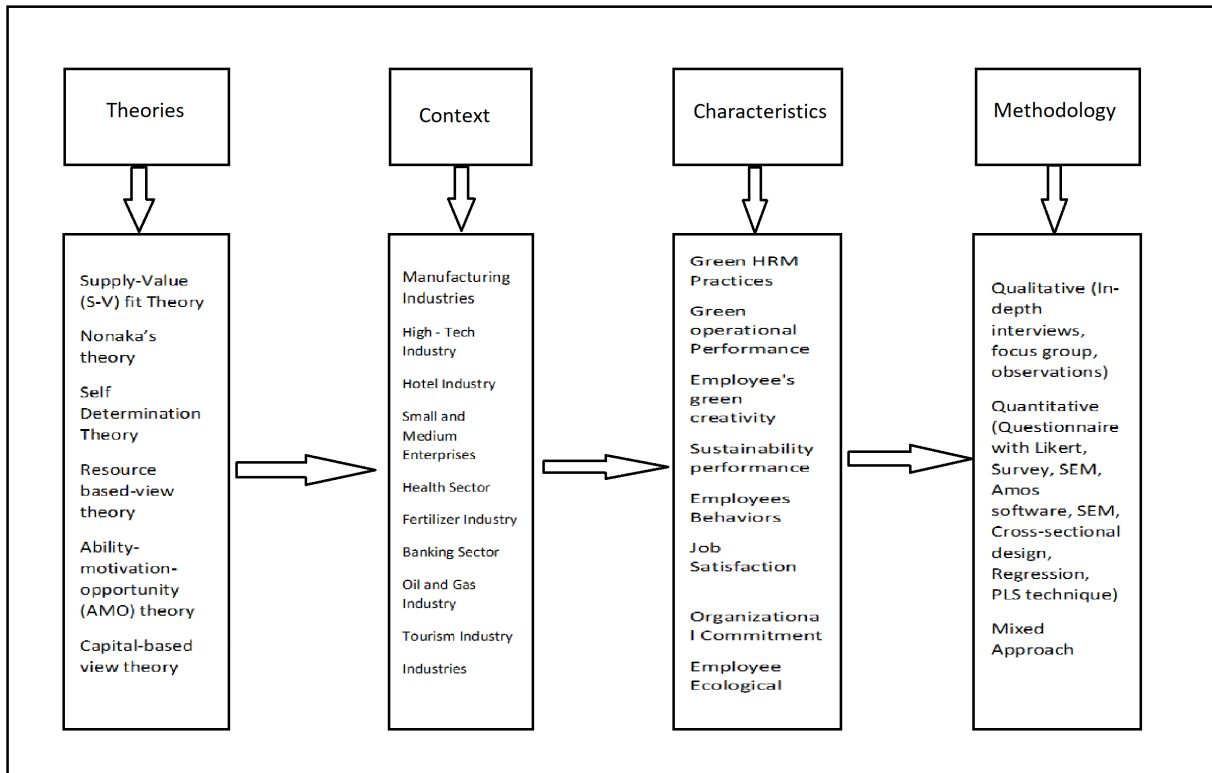 Theories
Context
Characteristics
Methodology
Supply-Value
(S-V) fit Theory
Nonaka's
theory
Self
Determination
Theory
Resource
based-view
theory
Ability-
motivation-
opportunity
(AMO) theory
Capital-based
view theory
Manufacturing
Industries
High - Tech
Industry
Hotel Industry
Small and
Medium
Enterprises
Health Sector
Fertilizer Industry
Banking Sector
Oil and Gas
Industry
Tourism Industry
Industries
Green HRM
Practices
Green
operational
Performance
Employee's
green
creativity
Sustainability
performance
Employees
Behaviors
Job
Satisfaction
Organizationa
l Commitment
Employee
Ecological
Qualitative (In-
depth
interviews,
focus group,
observations)
Quantitative
(Questionnaire
with Likert,
Survey, SEM,
Amos
software, SEM,
Cross-sectional
design,
Regression,
PLS technique)
Mixed
Approach